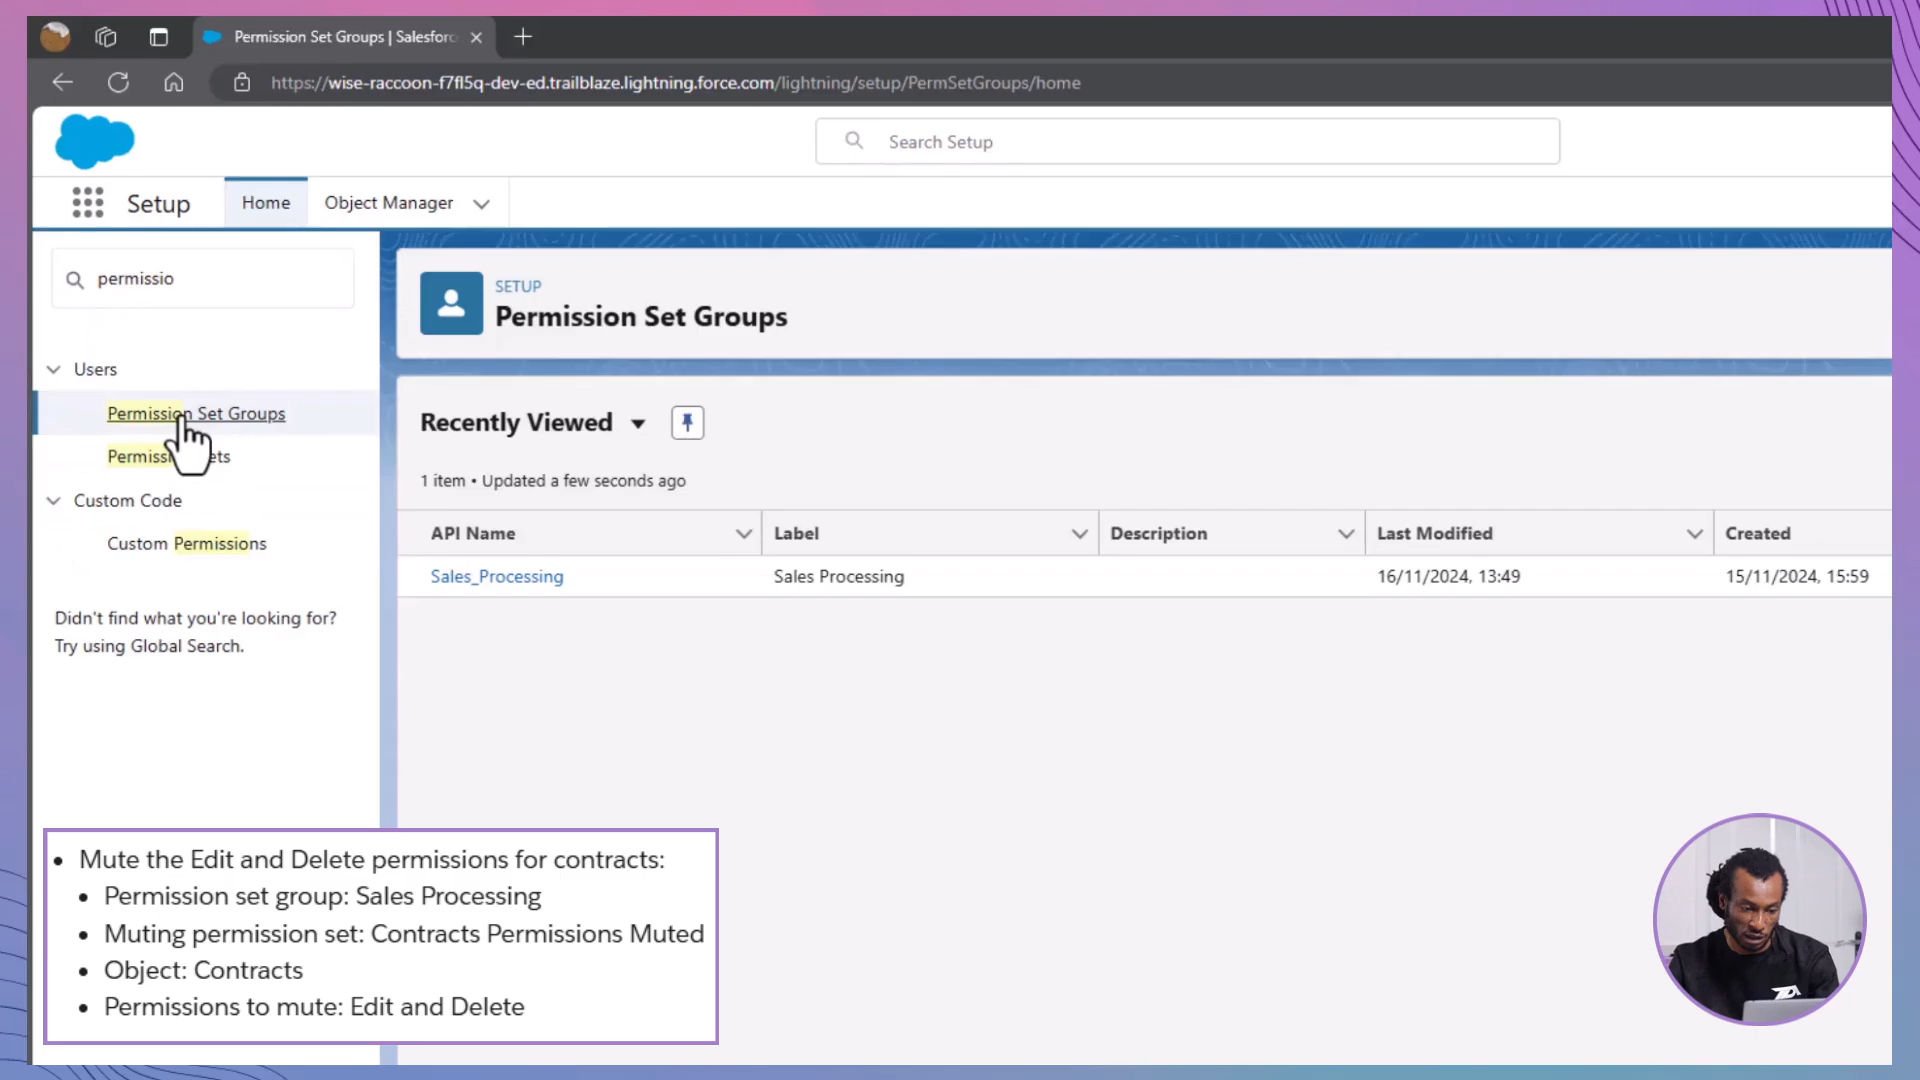 Permission Set Groups | Salesforc
https://wise-raccoon-f7fl5q-dev-ed.trailblaze.lightning.force.com/lightning/setup/PermSetGroups/home
Search Setup
Setup
Home
Object Manager
permissio
Users
Permission Set Groups
Permissi ets
Custom Code
Custom Permissions
Didn't find what you're looking for?
Try using Global Search.
SETUP
Permission Set Groups
Recently Viewed
1 item • Updated a few seconds ago
API Name Label Description Last Modified Created
Sales_Processing Sales Processing 16/11/2024, 13:49 15/11/2024, 15:59
• Mute the Edit and Delete permissions for contracts:
• Permission set group: Sales Processing
• Muting permission set: Contracts Permissions Muted
• Object: Contracts
• Permissions to mute: Edit and Delete